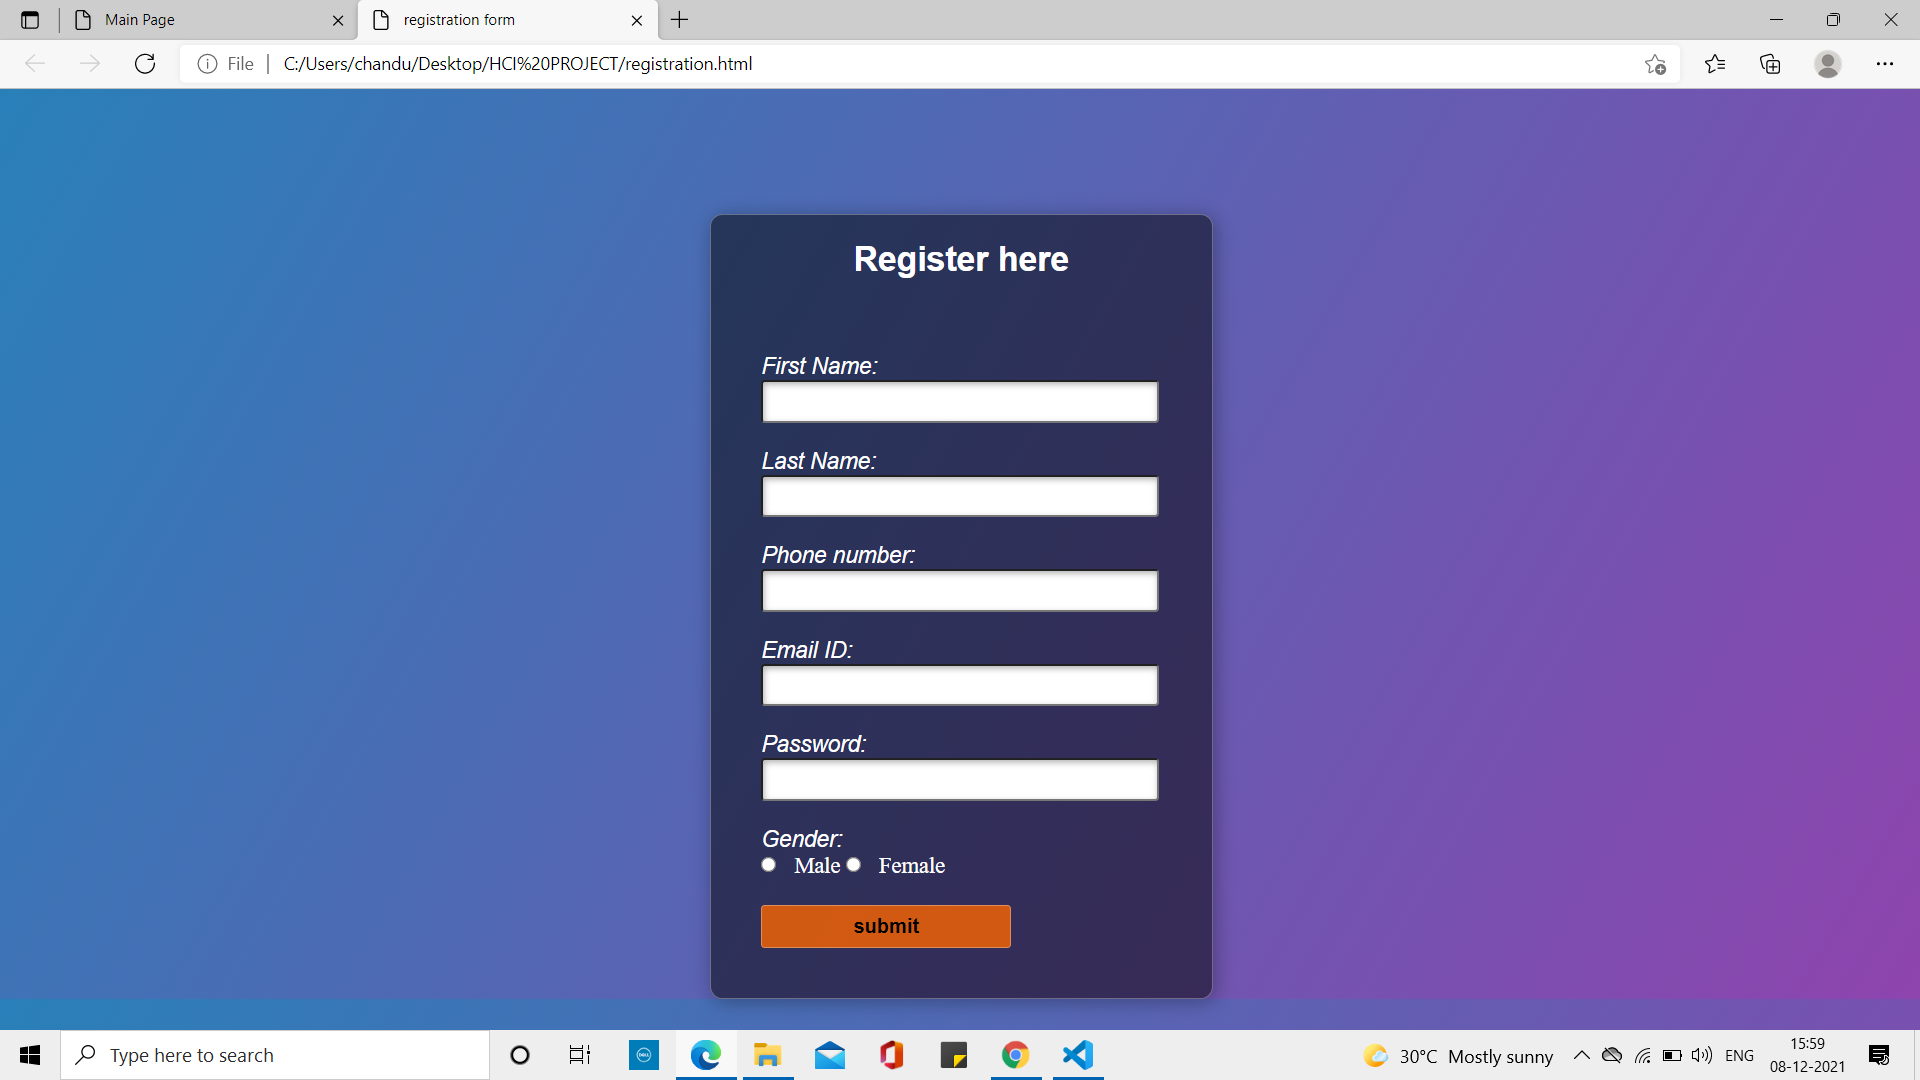 Main Page
registration form
File
C:/Users/chandu/Desktop/HCI%20PROJECT/registration.html
Register here
First Name:
Last Name:
Phone number:
Email ID:
Password:
Gender:
Male Female
submit
Type here to search
DELL
30°C Mostly sunny
ENG
15:59
08-12-2021